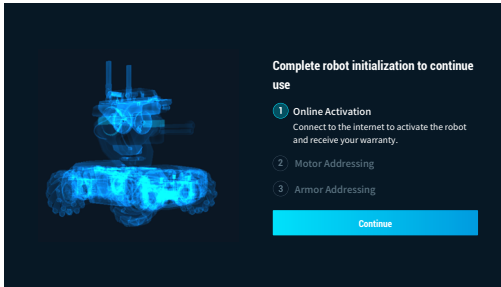 Complete robot initialization to continue
use
1 Online Activation
Connect to the internet to activate the robot
and receive your warranty.
2 Motor Addressing
3 Armor Addressing
Continue